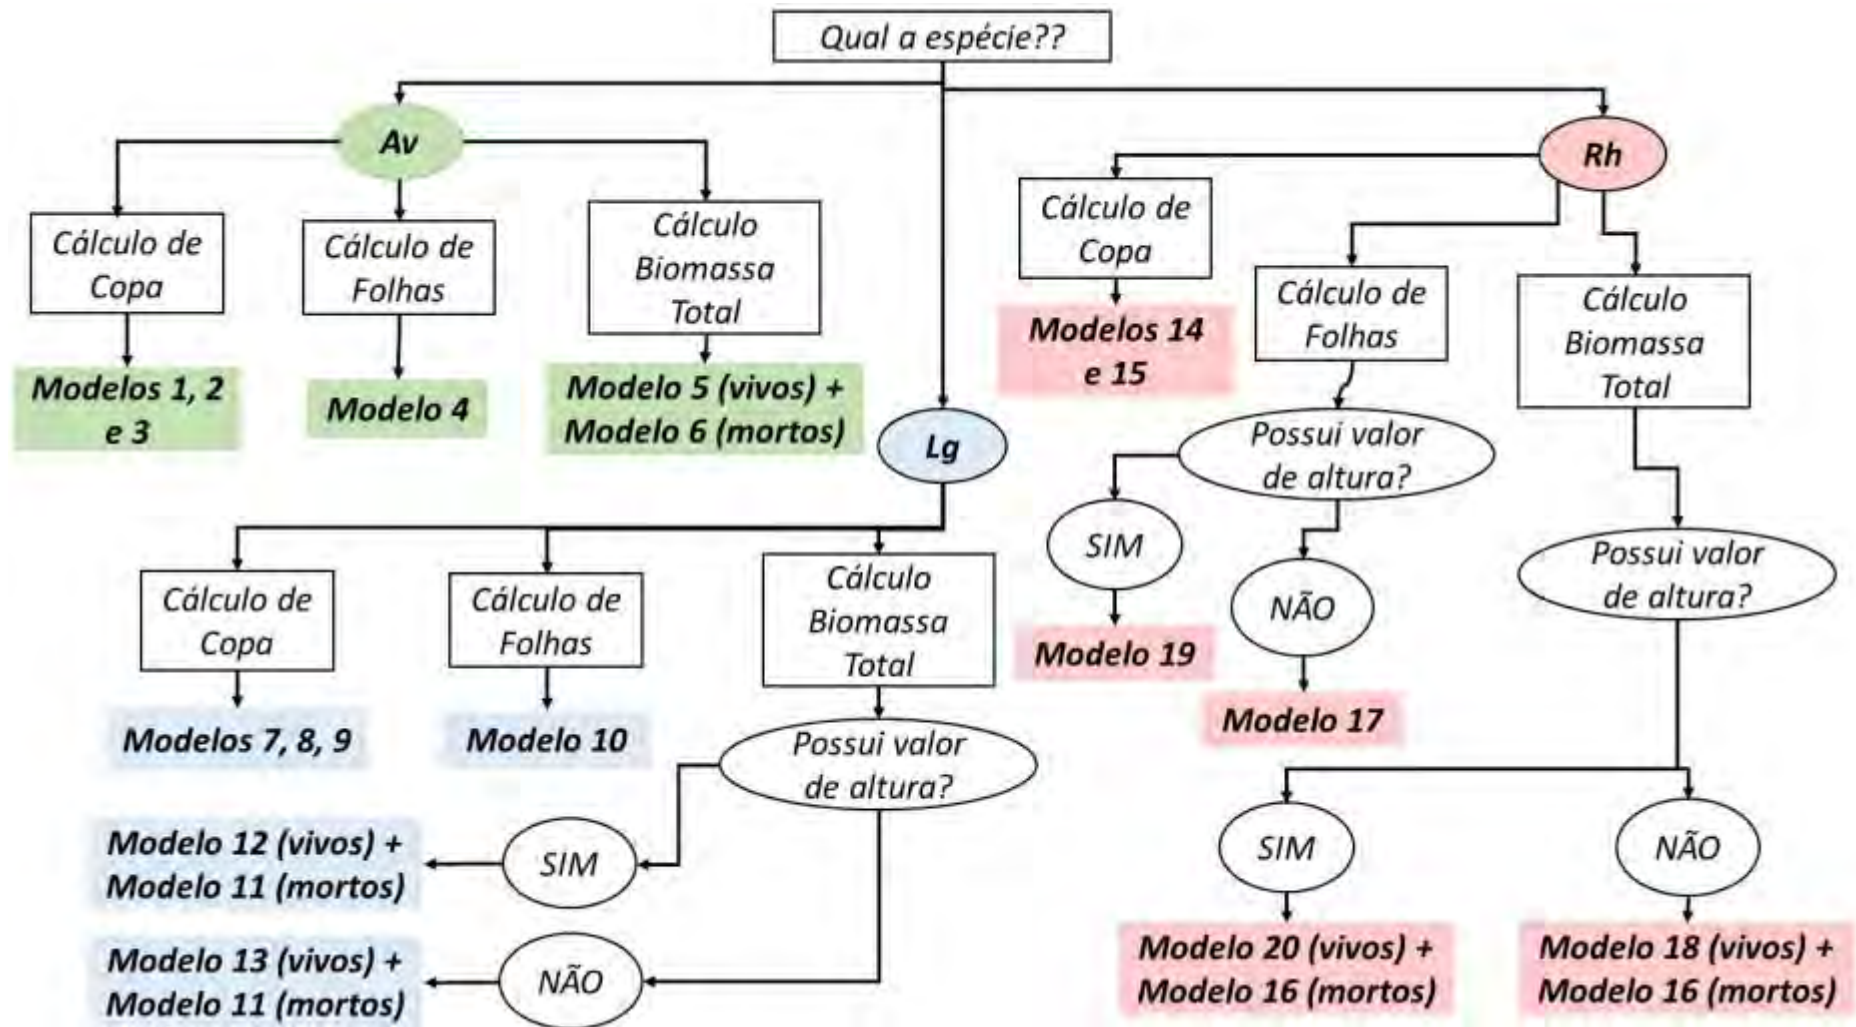 Qual a espécie??
Av
Cálculo de
Copa
Modelos 1, 2
e 3
Cálculo de
Folhas
Modelo 4
Cálculo
Biomassa
Total
Modelo 5 (vivos) +
Modelo 6 (mortos)
Lg
Cálculo de
Copa
Modelos 7, 8, 9
Cálculo de
Folhas
Modelo 10
Cálculo
Biomassa
Total
Possui valor
de altura?
SIM
Modelo 12 (vivos) +
Modelo 11 (mortos)
NÃO
Modelo 13 (vivos) +
Modelo 11 (mortos)
Rh
Cálculo de
Copa
Modelos 14
e 15
Cálculo de
Folhas
Possui valor
de altura?
SIM
Modelo 19
NÃO
Modelo 17
Cálculo
Biomassa
Total
Possui valor
de altura?
SIM
Modelo 20 (vivos) +
Modelo 16 (mortos)
NÃO
Modelo 18 (vivos) +
Modelo 16 (mortos)